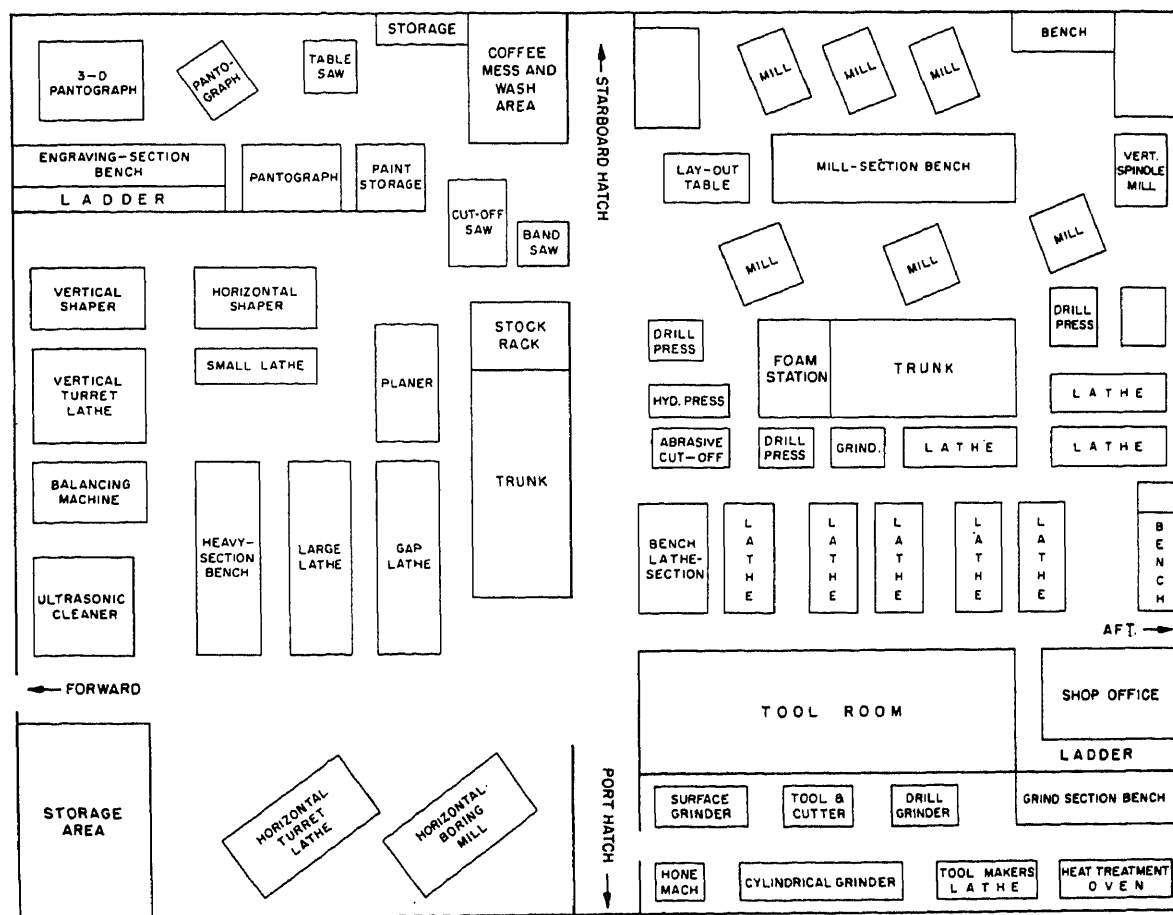 STORAGE
COFFEE
MESS AND
WASH
AREA
3-D
PANTOGRAPH
PANTO-
GRAPH
TABLE
SAW
STARBOARD HATCH
MILL
MILL
MILL
BENCH
ENGRAVING-SECTION
BENCH
LADDER
PANTOGRAPH
PAINT
STORAGE
CUT-OFF
SAW
BAND
SAW
LAY-OUT
TABLE
MILL-SECTION BENCH
VERT.
SPINDLE
MILL
MILL
MILL
MILL
VERTICAL
SHAPER
HORIZONTAL
SHAPER
SMALL LATHE
VERTICAL
TURRET
LATHE
PLANER
STOCK
RACK
TRUNK
DRILL
PRESS
FOAM
STATION
TRUNK
DRILL
PRESS
HYD. PRESS
LATHE
ABRASIVE
CUT-OFF
DRILL
PRESS
GRIND.
LATHE
LATHE
BALANCING
MACHINE
HEAVY-
SECTION
BENCH
LARGE
LATHE
GAP
LATHE
ULTRASONIC
CLEANER
BENCH
LATHE-
SECTION
LATHE
LATHE
LATHE
LATHE
LATHE
BENCH
AFT.
FORWARD
TOOL ROOM
SHOP OFFICE
LADDER
STORAGE
AREA
HORIZONTAL
TURRET
LATHE
HORIZONTAL-
BORING
MILL
PORT HATCH
SURFACE
GRINDER
TOOL &
CUTTER
DRILL
GRINDER
GRIND SECTION BENCH
HONE
MACH
CYLINDRICAL GRINDER
TOOL MAKERS
LATHE
HEAT TREATMENT
OVEN